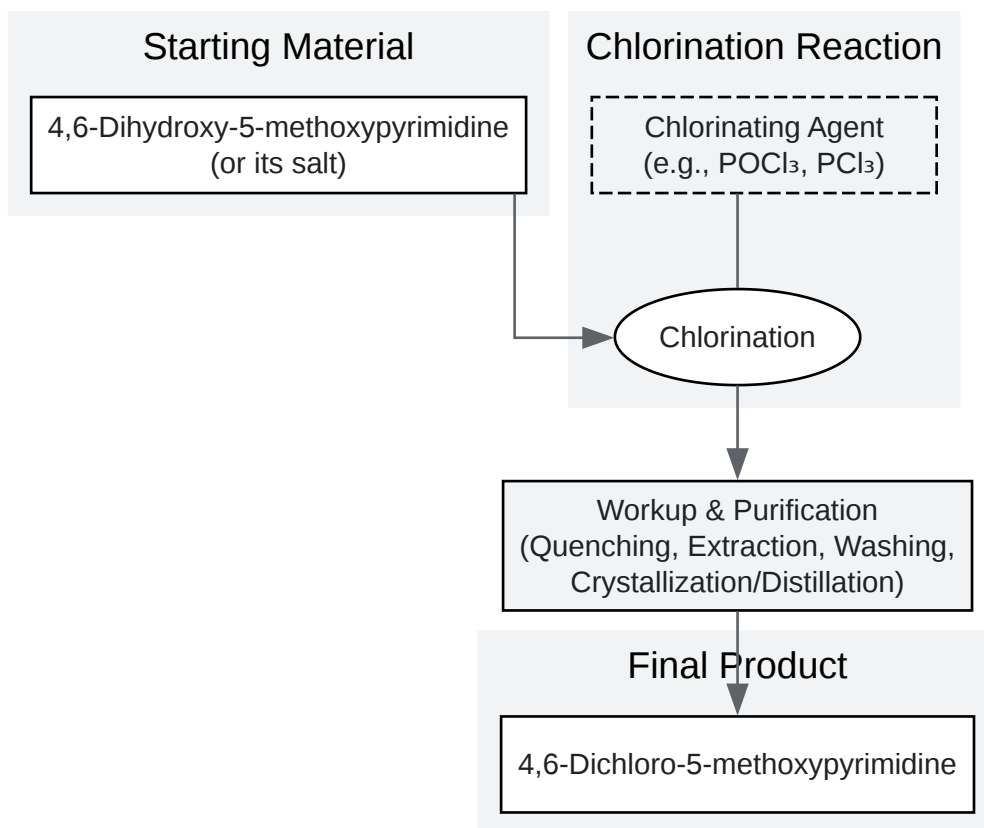 Starting Material
4,6-Dihydroxy-5-methoxypyrimidine
(or its salt)
Chlorination Reaction
Chlorinating Agent
(e.g., POCl₃, PCl₃)
Chlorination
Workup & Purification
(Quenching, Extraction, Washing,
Crystallization/Distillation)
Final Product
4,6-Dichloro-5-methoxypyrimidine